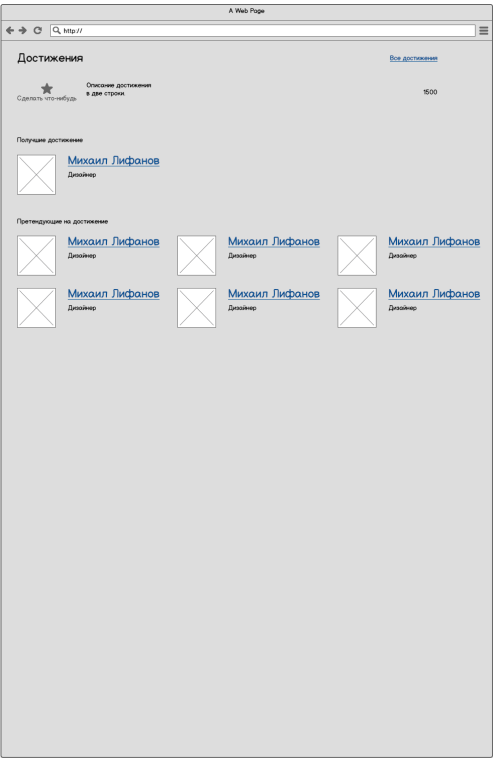 A Web Page
http://
Достижения
Все достижения
Описание достижения
в две строки.
1500
Сделать что-нибудь
Получшие достижение
Михаил Лифанов
Дизайнер
Претендующие на достижение
Михаил Лифанов
Михаил Лифанов
Михаил Лифанов
Дизайнер
Дизайнер
Дизайнер
Михаил Лифанов
Михаил Лифанов
Михаил Лифанов
Дизайнер
Дизайнер
Дизайнер